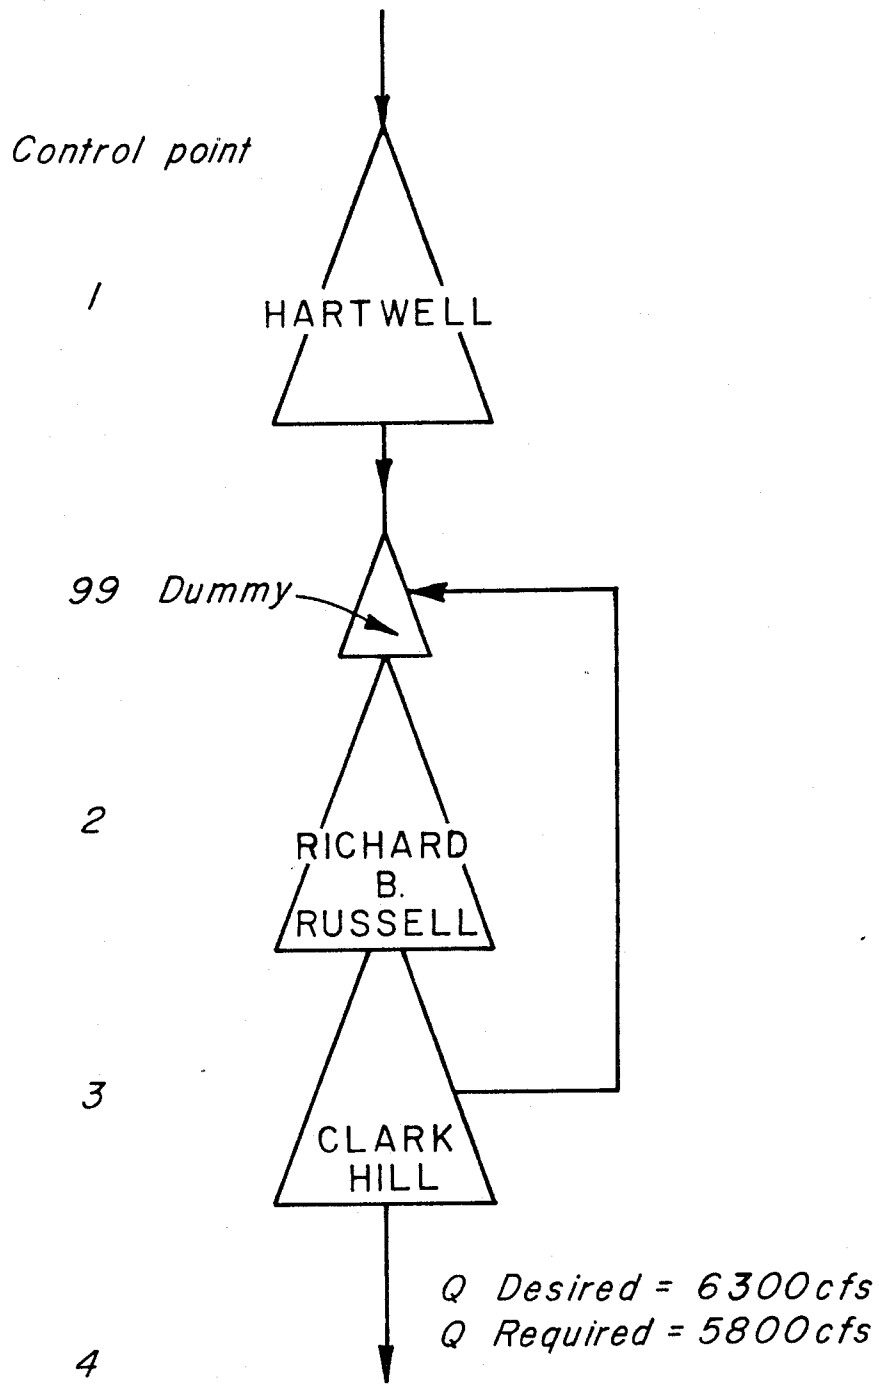 Control point
1
HARTWELL
99 Dummy
2
RICHARD
B.
RUSSELL
3
CLARK
HILL
Q Desired = 6300cfs
Q Required = 5800cfs
4